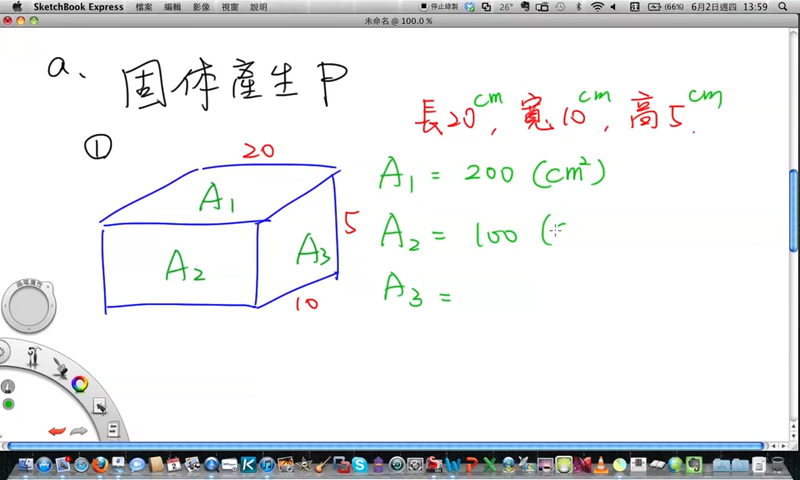 SketchBook Express 檔案 編輯 影像 視窗 說明 停止錄製 26° (66%) 6月2日週四 13:59
未命名 @ 100.0 %
a. 固体產生P
長20cm, 寬10cm, 高5cm.
①
20
A₁
A₂
A₃
5
10
A₁ = 200 (cm²)
A₂ = 100 (
A₃ =